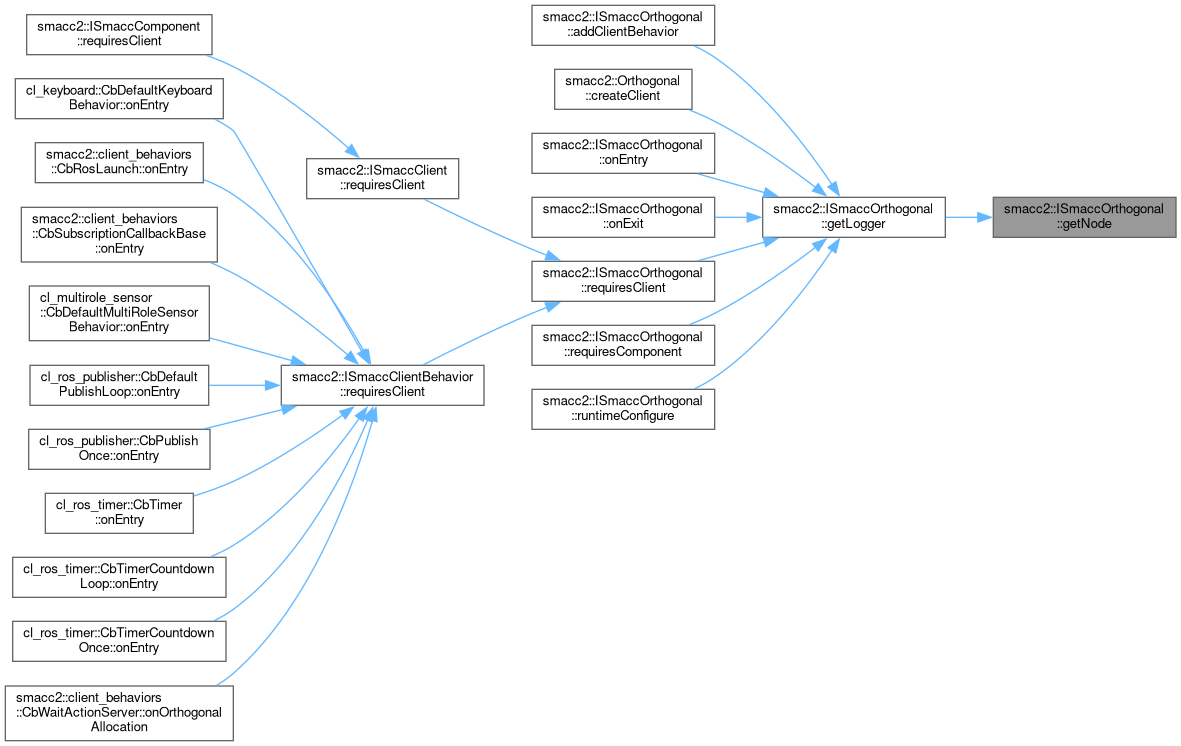 smacc2::ISmaccComponent
::requiresClient
cl_keyboard::CbDefaultKeyboard
Behavior::onEntry
smacc2::client_behaviors
::CbRosLaunch::onEntry
smacc2::client_behaviors
::CbSubscriptionCallbackBase
::onEntry
cl_multirole_sensor
::CbDefaultMultiRoleSensor
Behavior::onEntry
cl_ros_publisher::CbDefault
PublishLoop::onEntry
cl_ros_publisher::CbPublish
Once::onEntry
cl_ros_timer::CbTimer
::onEntry
cl_ros_timer::CbTimerCountdown
Loop::onEntry
cl_ros_timer::CbTimerCountdown
Once::onEntry
smacc2::client_behaviors
::CbWaitActionServer::onOrthogonal
Allocation
smacc2::ISmaccClient
::requiresClient
smacc2::ISmaccClientBehavior
::requiresClient
smacc2::ISmaccOrthogonal
::addClientBehavior
smacc2::Orthogonal
::createClient
smacc2::ISmaccOrthogonal
::onEntry
smacc2::ISmaccOrthogonal
::onExit
smacc2::ISmaccOrthogonal
::requiresClient
smacc2::ISmaccOrthogonal
::requiresComponent
smacc2::ISmaccOrthogonal
::runtimeConfigure
smacc2::ISmaccOrthogonal
::getLogger
smacc2::ISmaccOrthogonal
::getNode